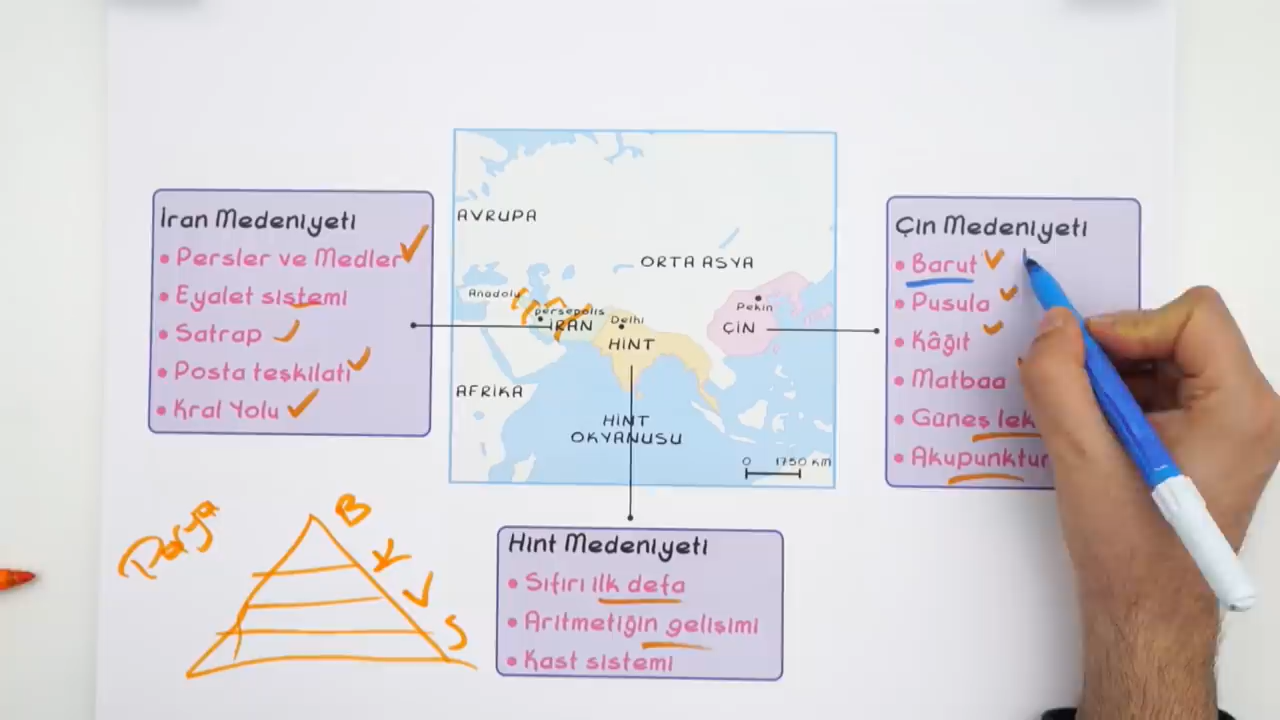 İran Medeniyeti
• Persler ve Medler
• Eyalet sistemi
• Satrap
• Posta teşkilatı
• Kral Yolu
AVRUPA
ORTA ASYA
Anadolu
Persepolis
İRAN
Delhi
HİNT
Pekin
ÇİN
AFRİKA
HİNT
OKYANUSU
0 1750 KM
Çin Medeniyeti
• Barut
• Pusula
• Kâğıt
• Matbaa
• Güneş lek
• Akupunktur
Parya
B
K
V
S
Hint Medeniyeti
• Sıfırı ilk defa
• Aritmetiğin gelişimi
• Kast sistemi